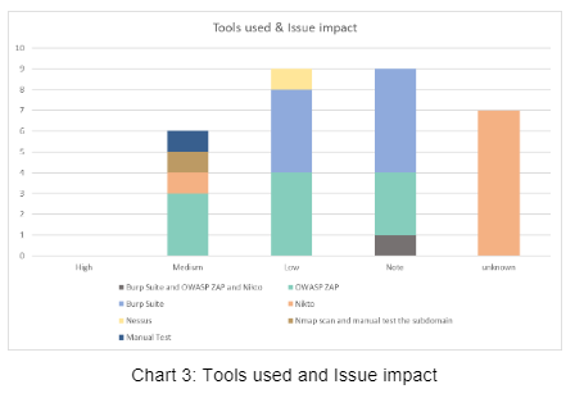 Tools used & Issue impact
10
9
8
7
6
5
4
3
2
1
0
High Medium Low Note unknown
Burp Suite and OWASP ZAP and Nikto OWASP ZAP
Burp Suite Nikto
Nessus Nmap scan and manual test the subdomain
Manual Test
Chart 3: Tools used and Issue impact